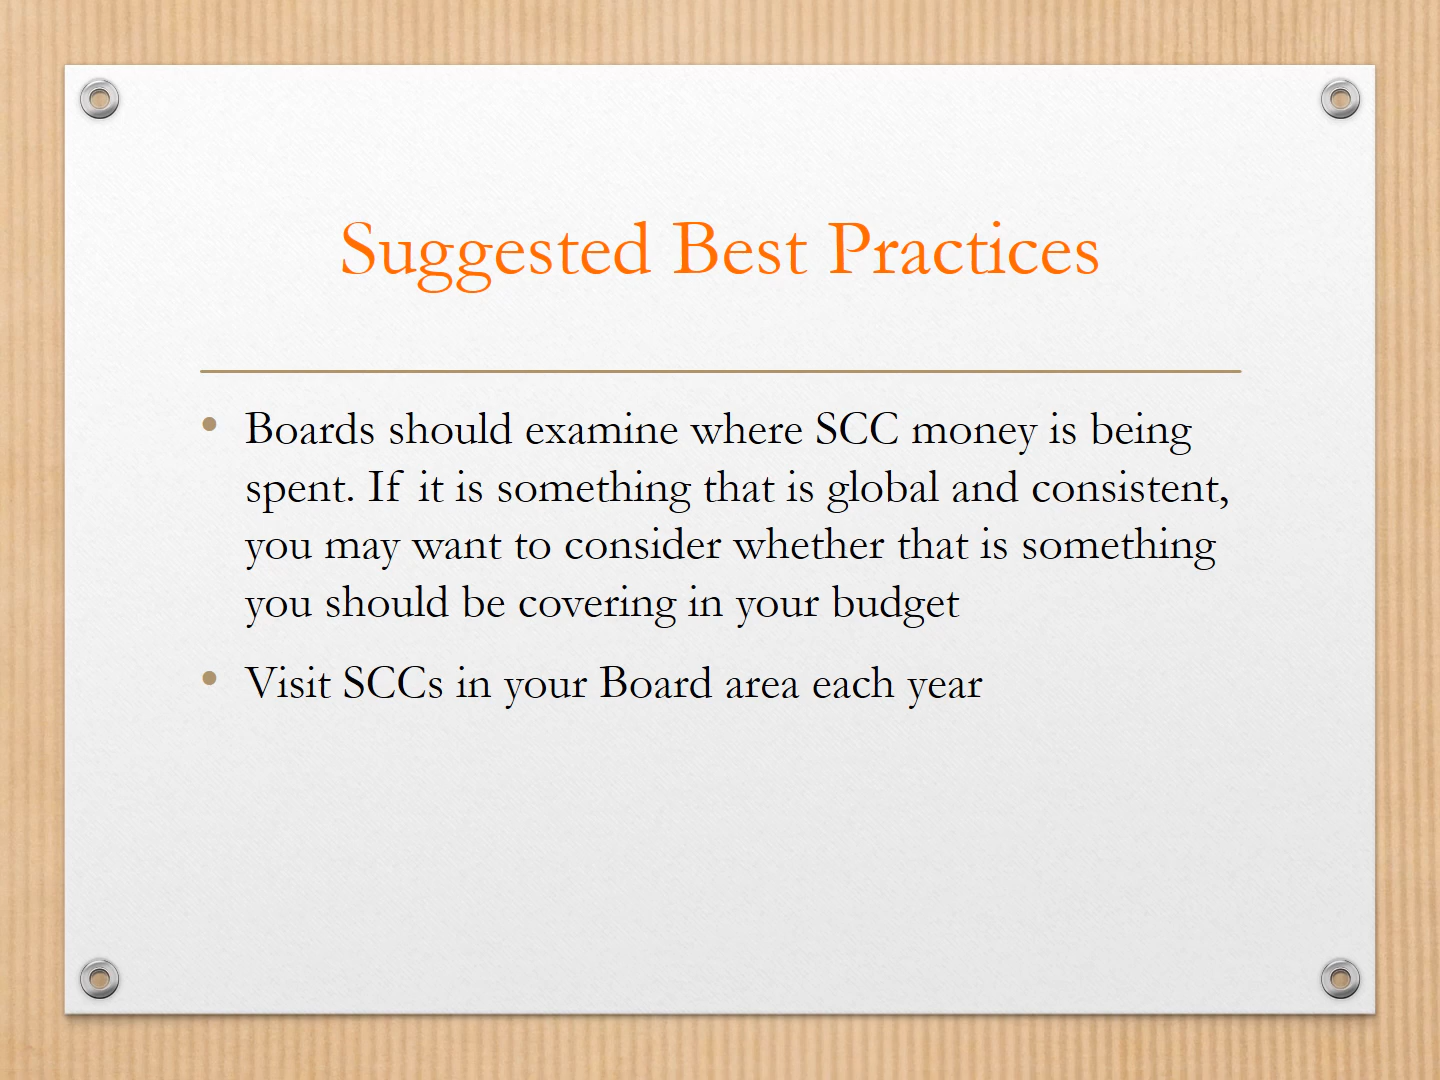 Suggested Best Practices
• Boards should examine where SCC money is being
spent. If it is something that is global and consistent,
you may want to consider whether that is something
you should be covering in your budget
• Visit SCCs in your Board area each year